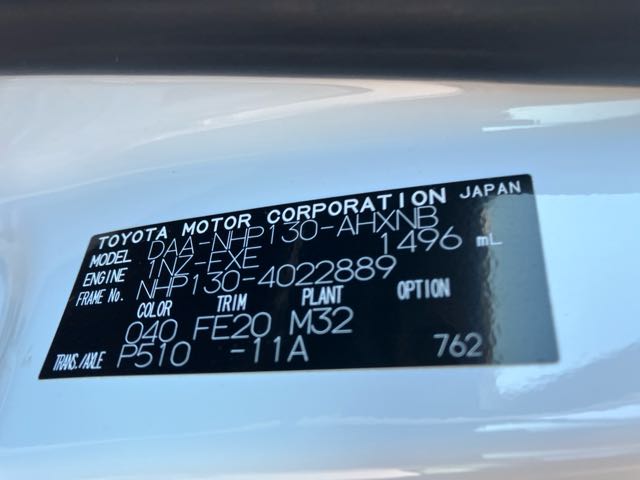 TOYOTA MOTOR CORPORATION JAPAN
MODEL DAA-NHP130-AHXNB
ENGINE 1NZ-FXE 1496 mL
FRAME No. NHP130-4022889
COLOR TRIM PLANT OPTION
040 FE20 M32
TRANS./AXLE P510 -11A 762